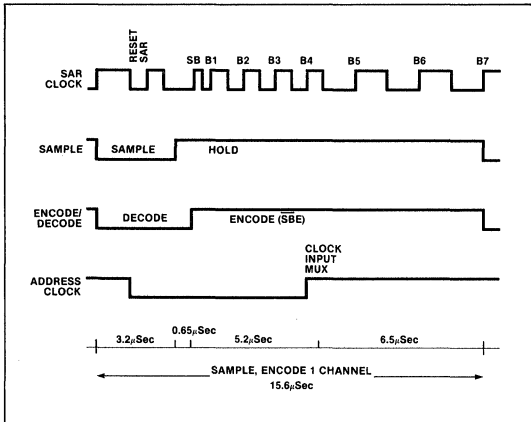 RESET
SAR
SB B1 B2 B3 B4 B5 B6 B7
SAR
CLOCK
SAMPLE
SAMPLE
HOLD
ENCODE/
DECODE
DECODE
ENCODE (S̅B̅E̅)
CLOCK
INPUT
MUX
ADDRESS
CLOCK
0.65μSec
3.2μSec 5.2μSec 6.5μSec
SAMPLE, ENCODE 1 CHANNEL
15.6μSec